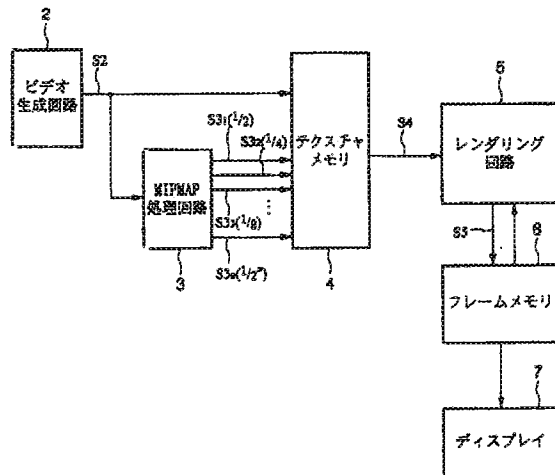 2
ビデオ
生成回路
S2
MIPMAP
処理回路
3
S3₁(1/2)
S3₂(1/4)
S3₃(1/8)
⋮
S3ₙ(1/2ⁿ)
テクスチャ
メモリ
4
S4
5
レンダリング
回路
S5
6
フレームメモリ
7
ディスプレイ